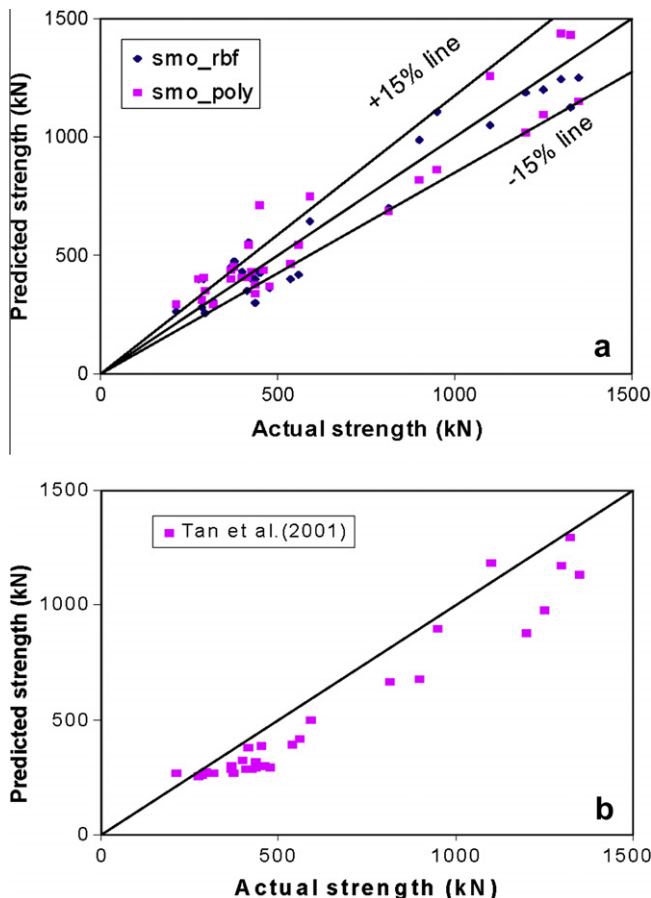 1500
1000
500
0
Predicted strength (kN)
smo_rbf
smo_poly
+15% line
-15% line
a
0
500
1000
1500
Actual strength (kN)
1500
1000
500
0
Predicted strength (kN)
Tan et al.(2001)
b
0
500
1000
1500
Actual strength (kN)